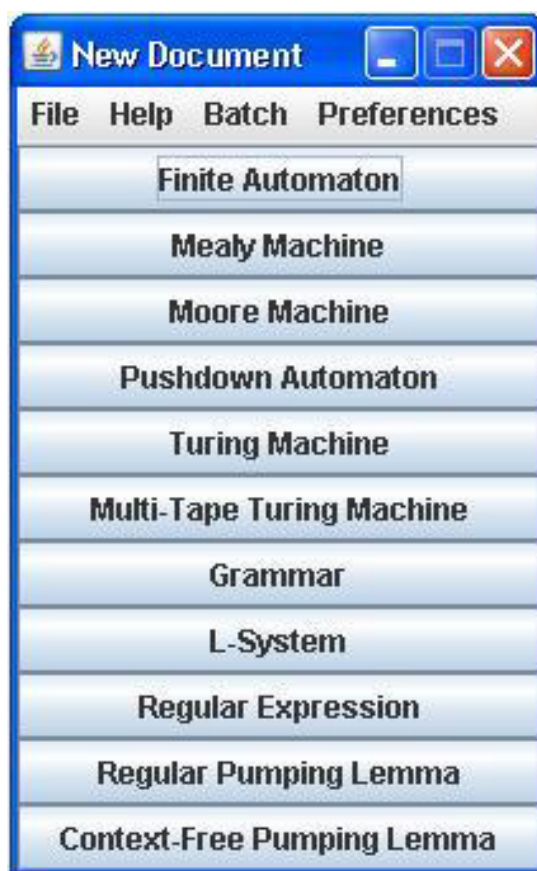 New Document
File Help Batch Preferences
Finite Automaton
Mealy Machine
Moore Machine
Pushdown Automaton
Turing Machine
Multi-Tape Turing Machine
Grammar
L-System
Regular Expression
Regular Pumping Lemma
Context-Free Pumping Lemma